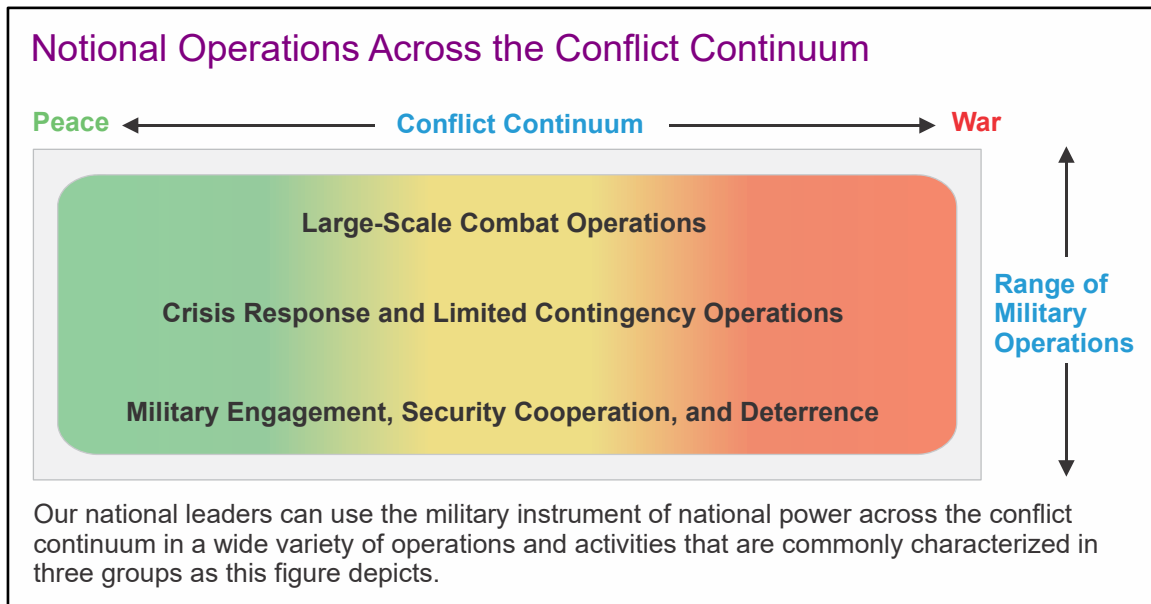 Notional Operations Across the Conflict Continuum
Peace
Conflict Continuum
War
Large-Scale Combat Operations
Crisis Response and Limited Contingency Operations
Military Engagement, Security Cooperation, and Deterrence
Range of
Military
Operations
Our national leaders can use the military instrument of national power across the conflict
continuum in a wide variety of operations and activities that are commonly characterized in
three groups as this figure depicts.